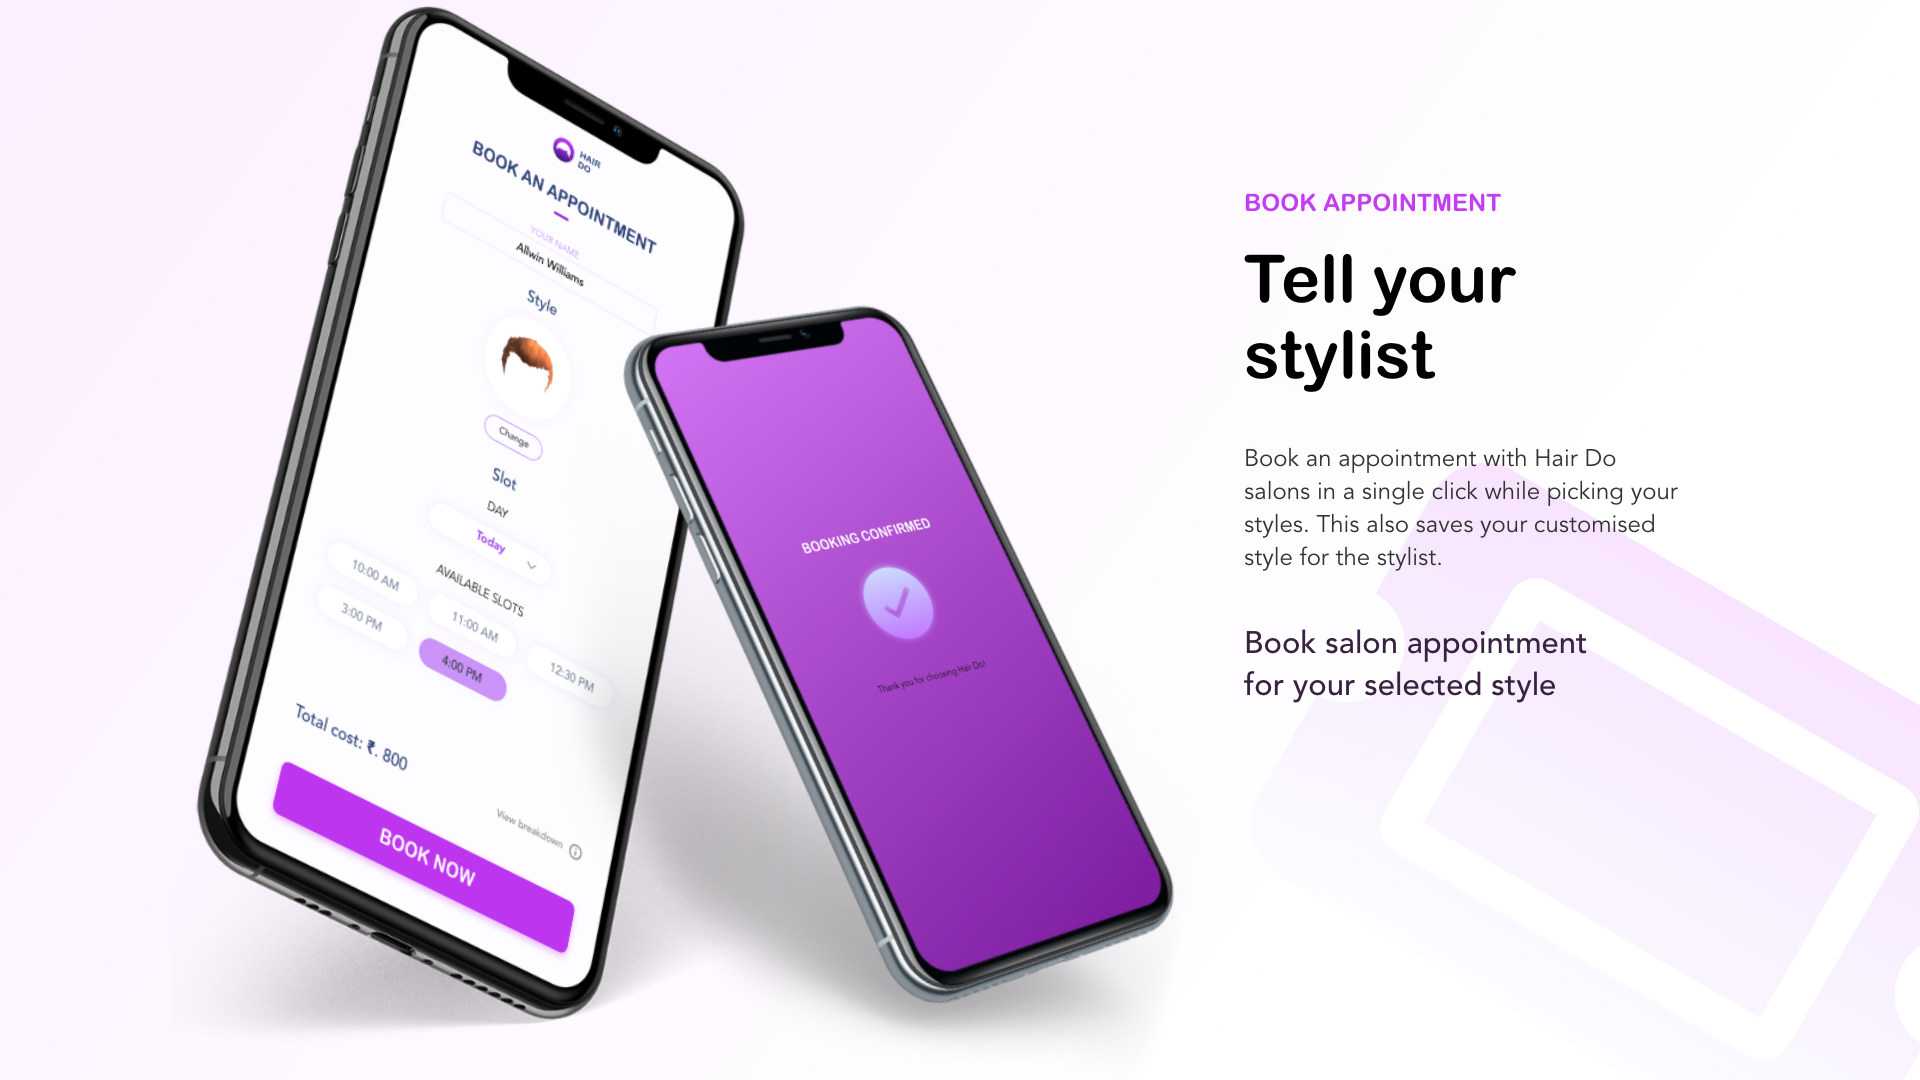 HAIR
DO
BOOK AN APPOINTMENT
YOUR NAME
Allwin Williams
Style
Change
Slot
DAY
Today
AVAILABLE SLOTS
10:00 AM
11:00 AM
12:30 PM
3:00 PM
4:00 PM
Total cost: ₹. 800
View breakdown
BOOK NOW
BOOKING CONFIRMED
Thank you for choosing Hair Do!
BOOK APPOINTMENT
Tell your
stylist
Book an appointment with Hair Do
salons in a single click while picking your
styles. This also saves your customised
style for the stylist.
Book salon appointment
for your selected style